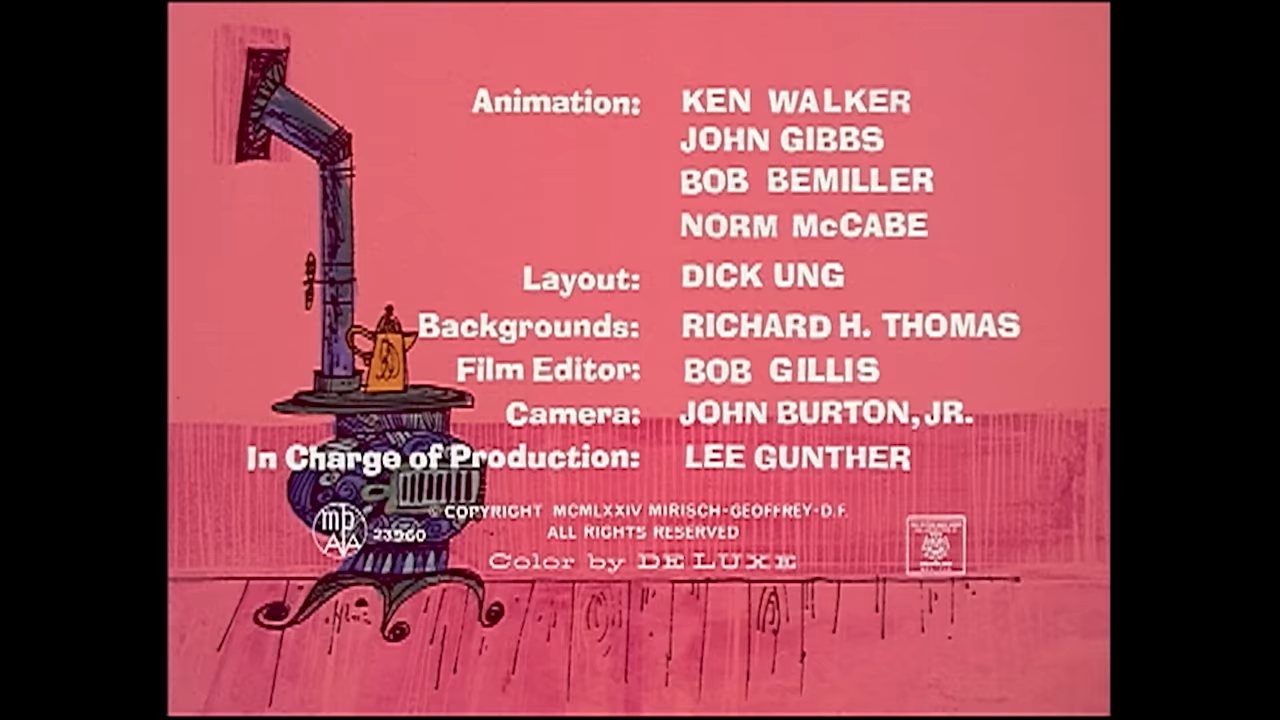 Animation: KEN WALKER
JOHN GIBBS
BOB BEMILLER
NORM McCABE
Layout: DICK UNG
Backgrounds: RICHARD H. THOMAS
Film Editor: BOB GILLIS
Camera: JOHN BURTON, JR.
In Charge of Production: LEE GUNTHER
© COPYRIGHT MCMLXXIV MIRISCH-GEOFFREY-D.F.
ALL RIGHTS RESERVED
Color by DE LUXE
mpAA 23960